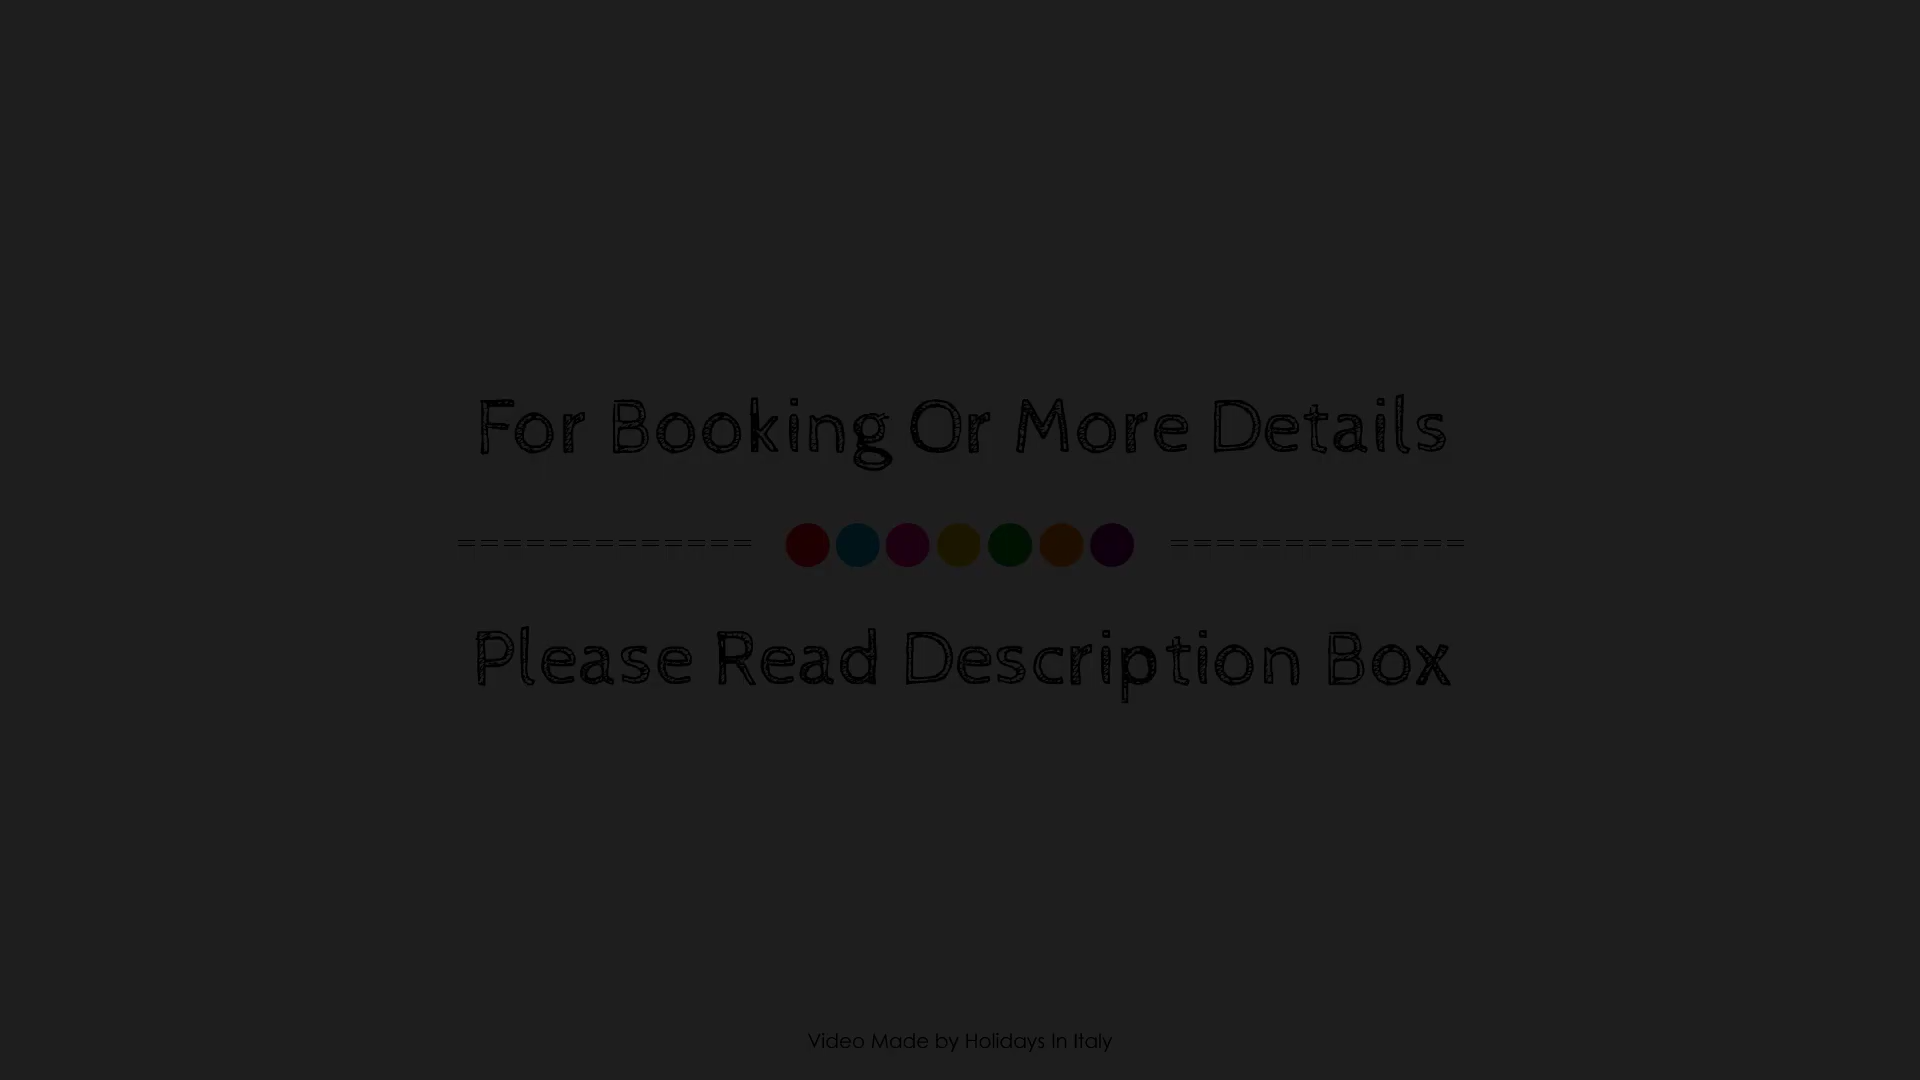 For Booking Or More Details
============= =============
Please Read Description Box
Video Made by Holidays In Italy